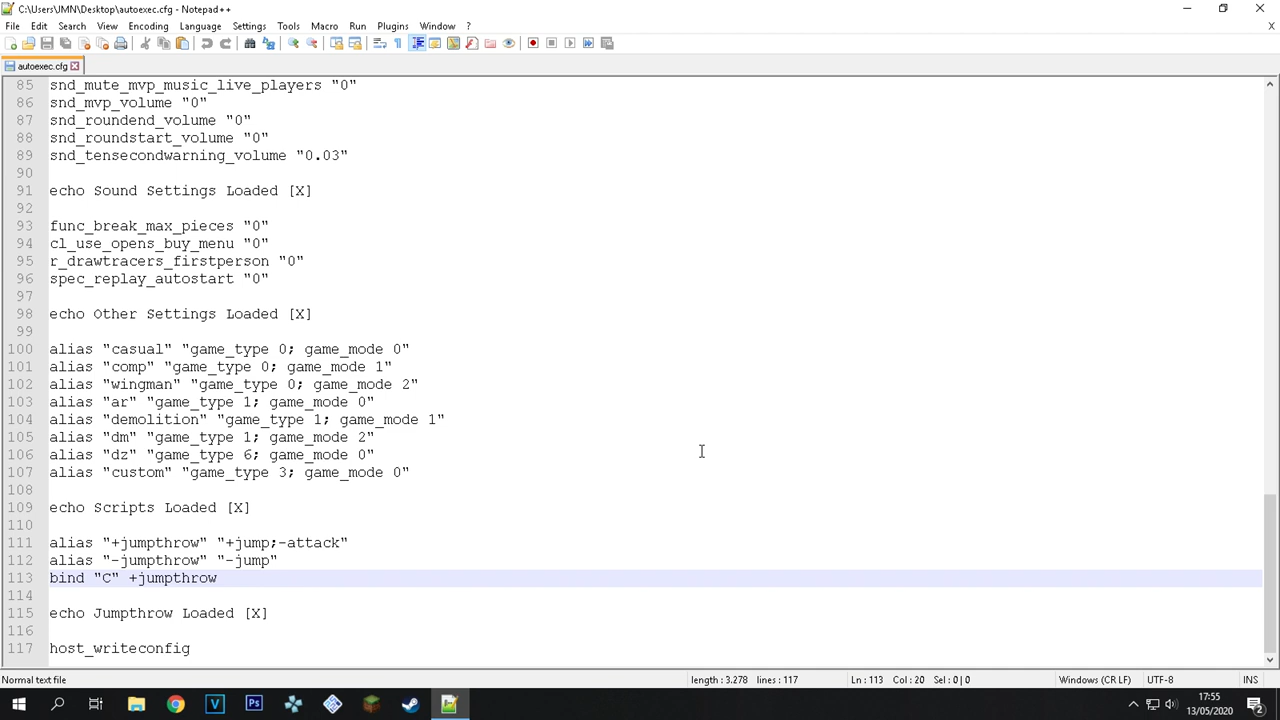 C:\Users\JMN\Desktop\autoexec.cfg - Notepad++
File Edit Search View Encoding Language Settings Tools Macro Run Plugins Window ?
X
autoexec.cfg
85 snd_mute_mvp_music_live_players "0"
86 snd_mvp_volume "0"
87 snd_roundend_volume "0"
88 snd_roundstart_volume "0"
89 snd_tensecondwarning_volume "0.03"
90
91 echo Sound Settings Loaded [X]
92
93 func_break_max_pieces "0"
94 cl_use_opens_buy_menu "0"
95 r_drawtracers_firstperson "0"
96 spec_replay_autostart "0"
97
98 echo Other Settings Loaded [X]
99
100 alias "casual" "game_type 0; game_mode 0"
101 alias "comp" "game_type 0; game_mode 1"
102 alias "wingman" "game_type 0; game_mode 2"
103 alias "ar" "game_type 1; game_mode 0"
104 alias "demolition" "game_type 1; game_mode 1"
105 alias "dm" "game_type 1; game_mode 2"
106 alias "dz" "game_type 6; game_mode 0"
107 alias "custom" "game_type 3; game_mode 0"
108
109 echo Scripts Loaded [X]
110
111 alias "+jumpthrow" "+jump;-attack"
112 alias "-jumpthrow" "-jump"
113 bind "C" +jumpthrow
114
115 echo Jumpthrow Loaded [X]
116
117 host_writeconfig
Normal text file length : 3.278 lines : 117 Ln : 113 Col : 20 Sel : 0 | 0 Windows (CR LF) UTF-8 INS
V Ps 17:55
13/05/2020 2